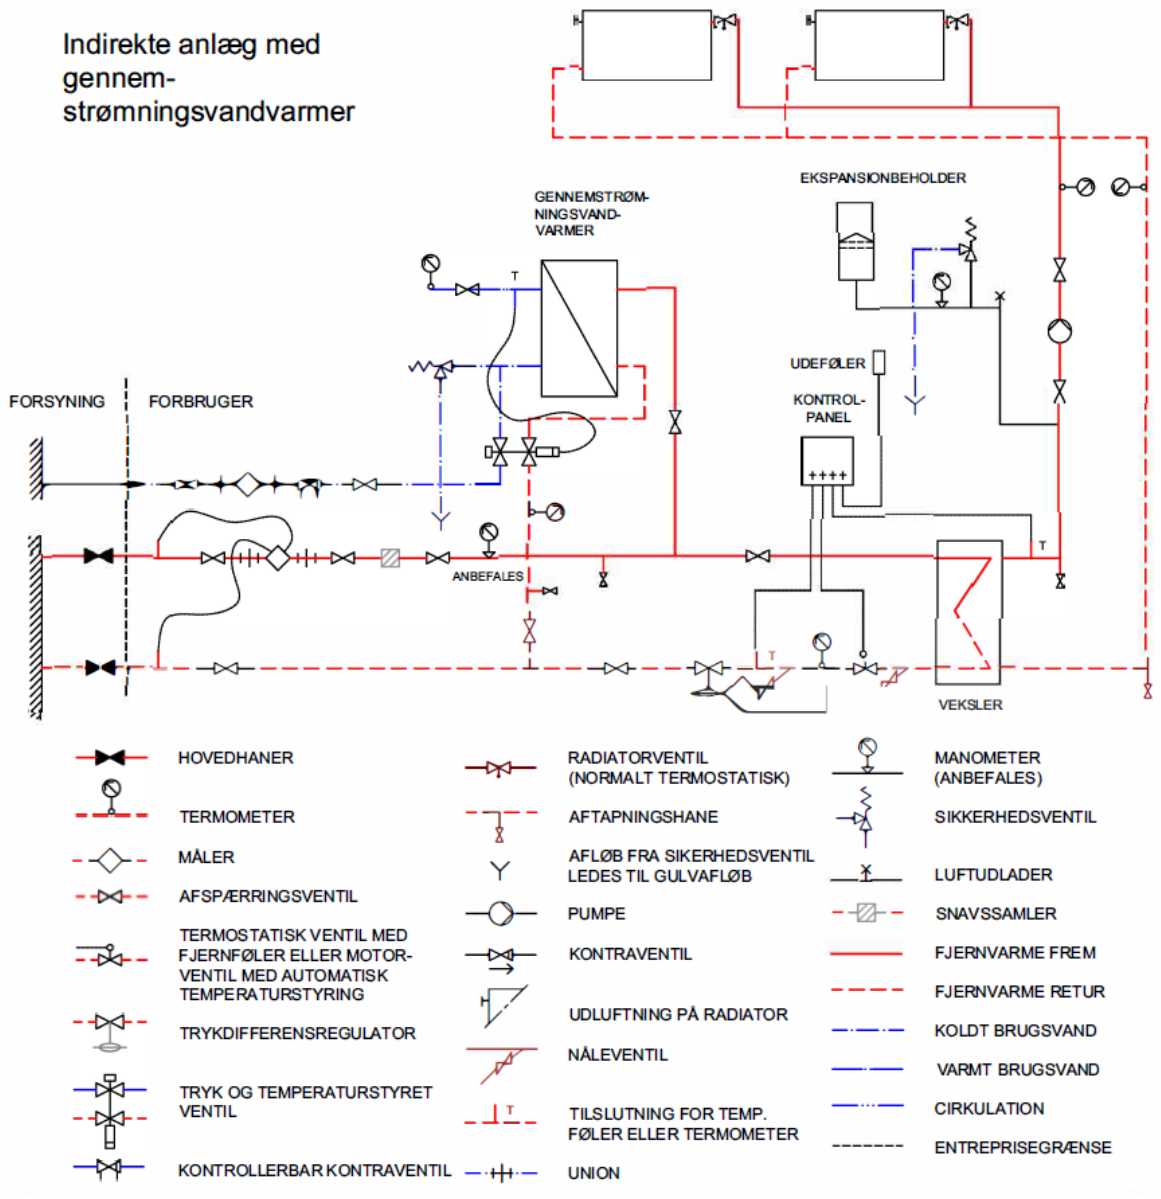 Indirekte anlæg med
gennem-
strømningsvandvarmer
EKSPANSIONBEHOLDER
GENNEMSTRØM-
NINGSVAND-
VARMER
T
UDEFØLER
KONTROL-
PANEL
FORSYNING
FORBRUGER
ANBEFALES
T
T
VEKSLER
HOVEDHANER
TERMOMETER
MÅLER
AFSPÆRRINGSVENTIL
TERMOSTATISK VENTIL MED
FJERNFØLER ELLER MOTOR-
VENTIL MED AUTOMATISK
TEMPERATURSTYRING
TRYKDIFFERENSREGULATOR
TRYK OG TEMPERATURSTYRET
VENTIL
KONTROLLERBAR KONTRAVENTIL
RADIATORVENTIL
(NORMALT TERMOSTATISK)
AFTAPNINGSHANE
AFLØB FRA SIKERHEDSVENTIL
LEDES TIL GULVAFLØB
PUMPE
KONTRAVENTIL
UDLUFTNING PÅ RADIATOR
NÅLEVENTIL
T
TILSLUTNING FOR TEMP.
FØLER ELLER TERMOMETER
UNION
MANOMETER
(ANBEFALES)
SIKKERHEDSVENTIL
LUFTUDLADER
SNAVSSAMLER
FJERNVARME FREM
FJERNVARME RETUR
KOLDT BRUGSVAND
VARMT BRUGSVAND
CIRKULATION
ENTREPRISEGRÆNSE